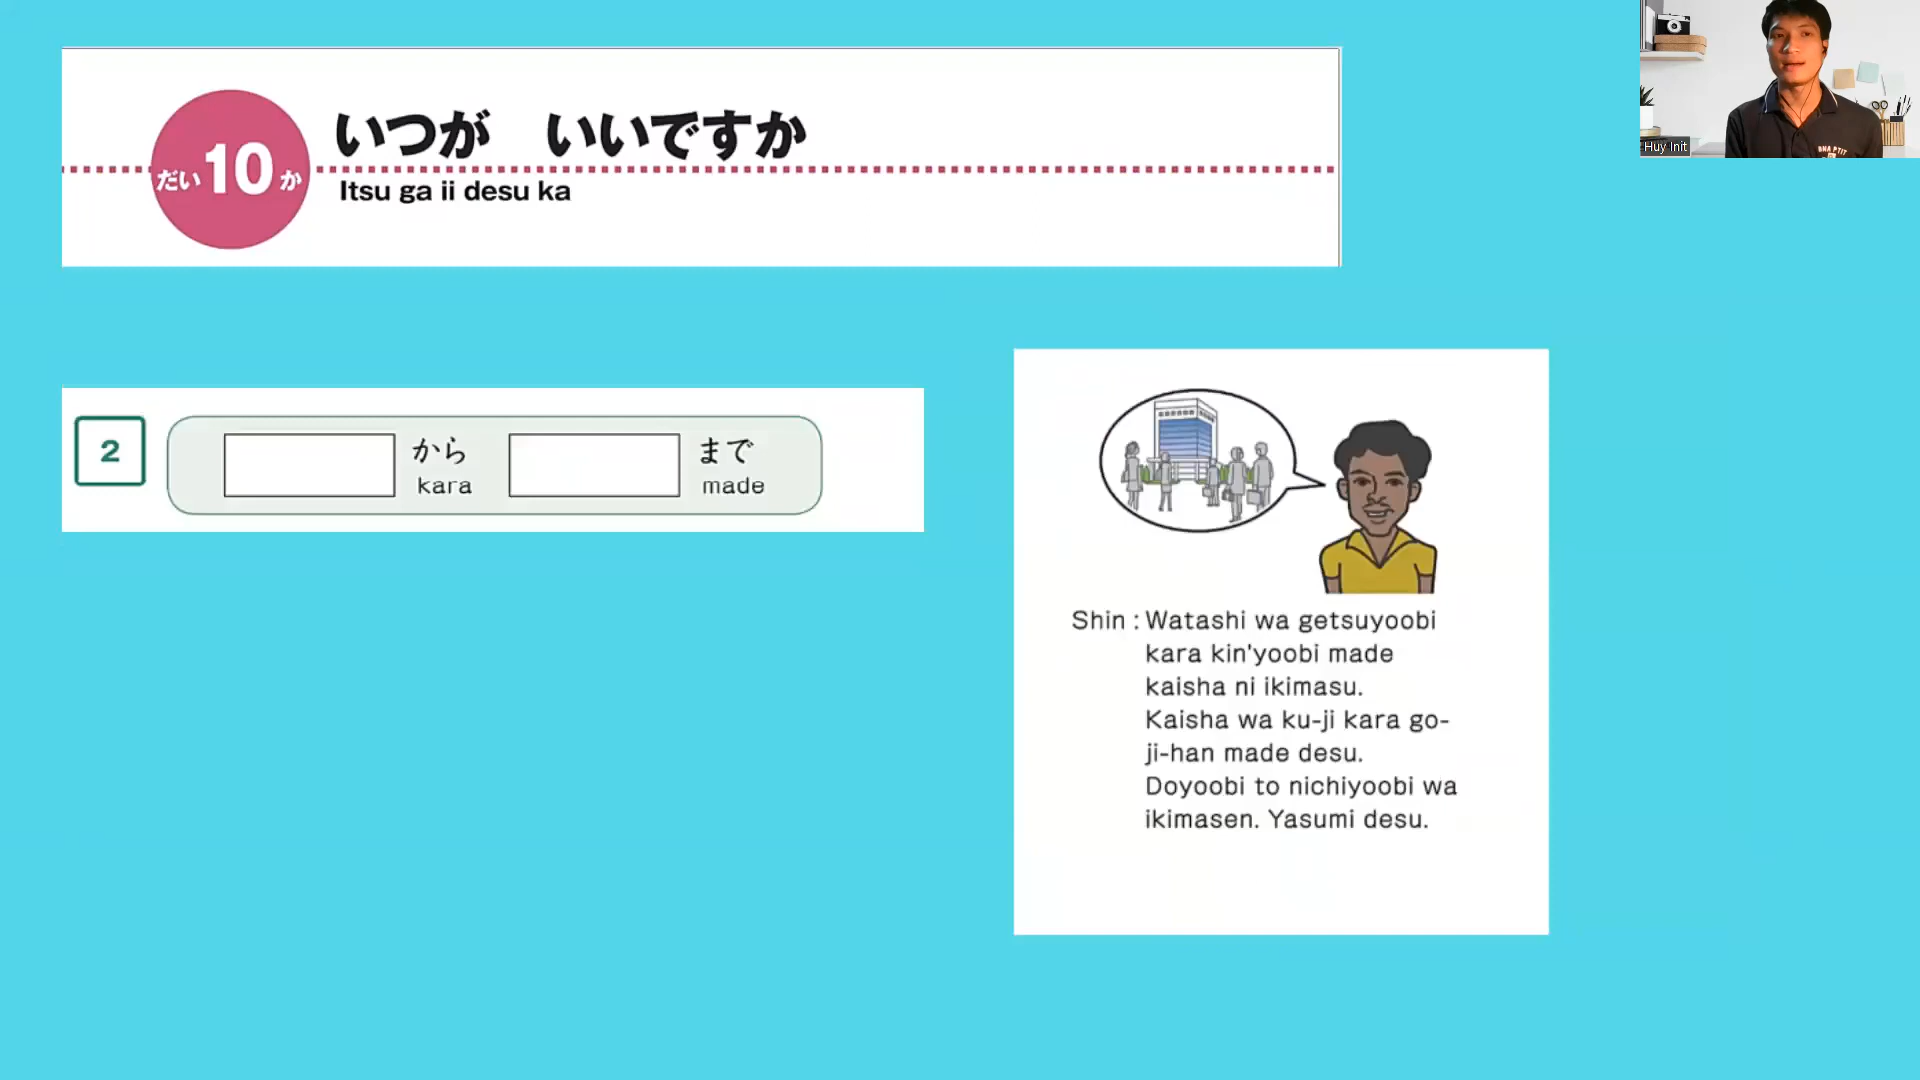 だい10か
いつが　いいですか
Itsu ga ii desu ka
Huy Init
2
から
まで
kara
made
Shin : Watashi wa getsuyoobi
kara kin'yoobi made
kaisha ni ikimasu.
Kaisha wa ku-ji kara go-
ji-han made desu.
Doyoobi to nichiyoobi wa
ikimasen. Yasumi desu.